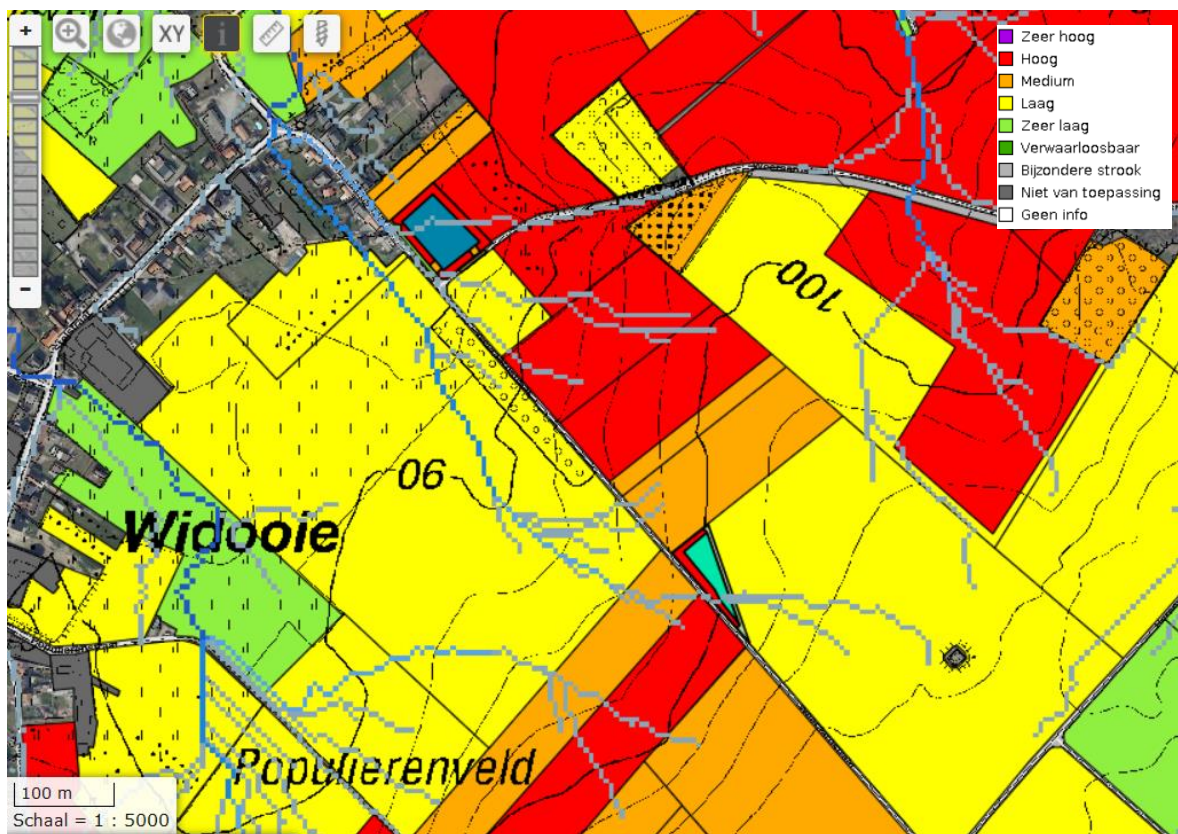 +
XY
i
-
Zeer hoog
Hoog
Medium
Laag
Zeer laag
Verwaarloosbaar
Bijzondere strook
Niet van toepassing
Geen info
100
90
Widooie
Populierenveld
100 m
Schaal = 1 : 5000